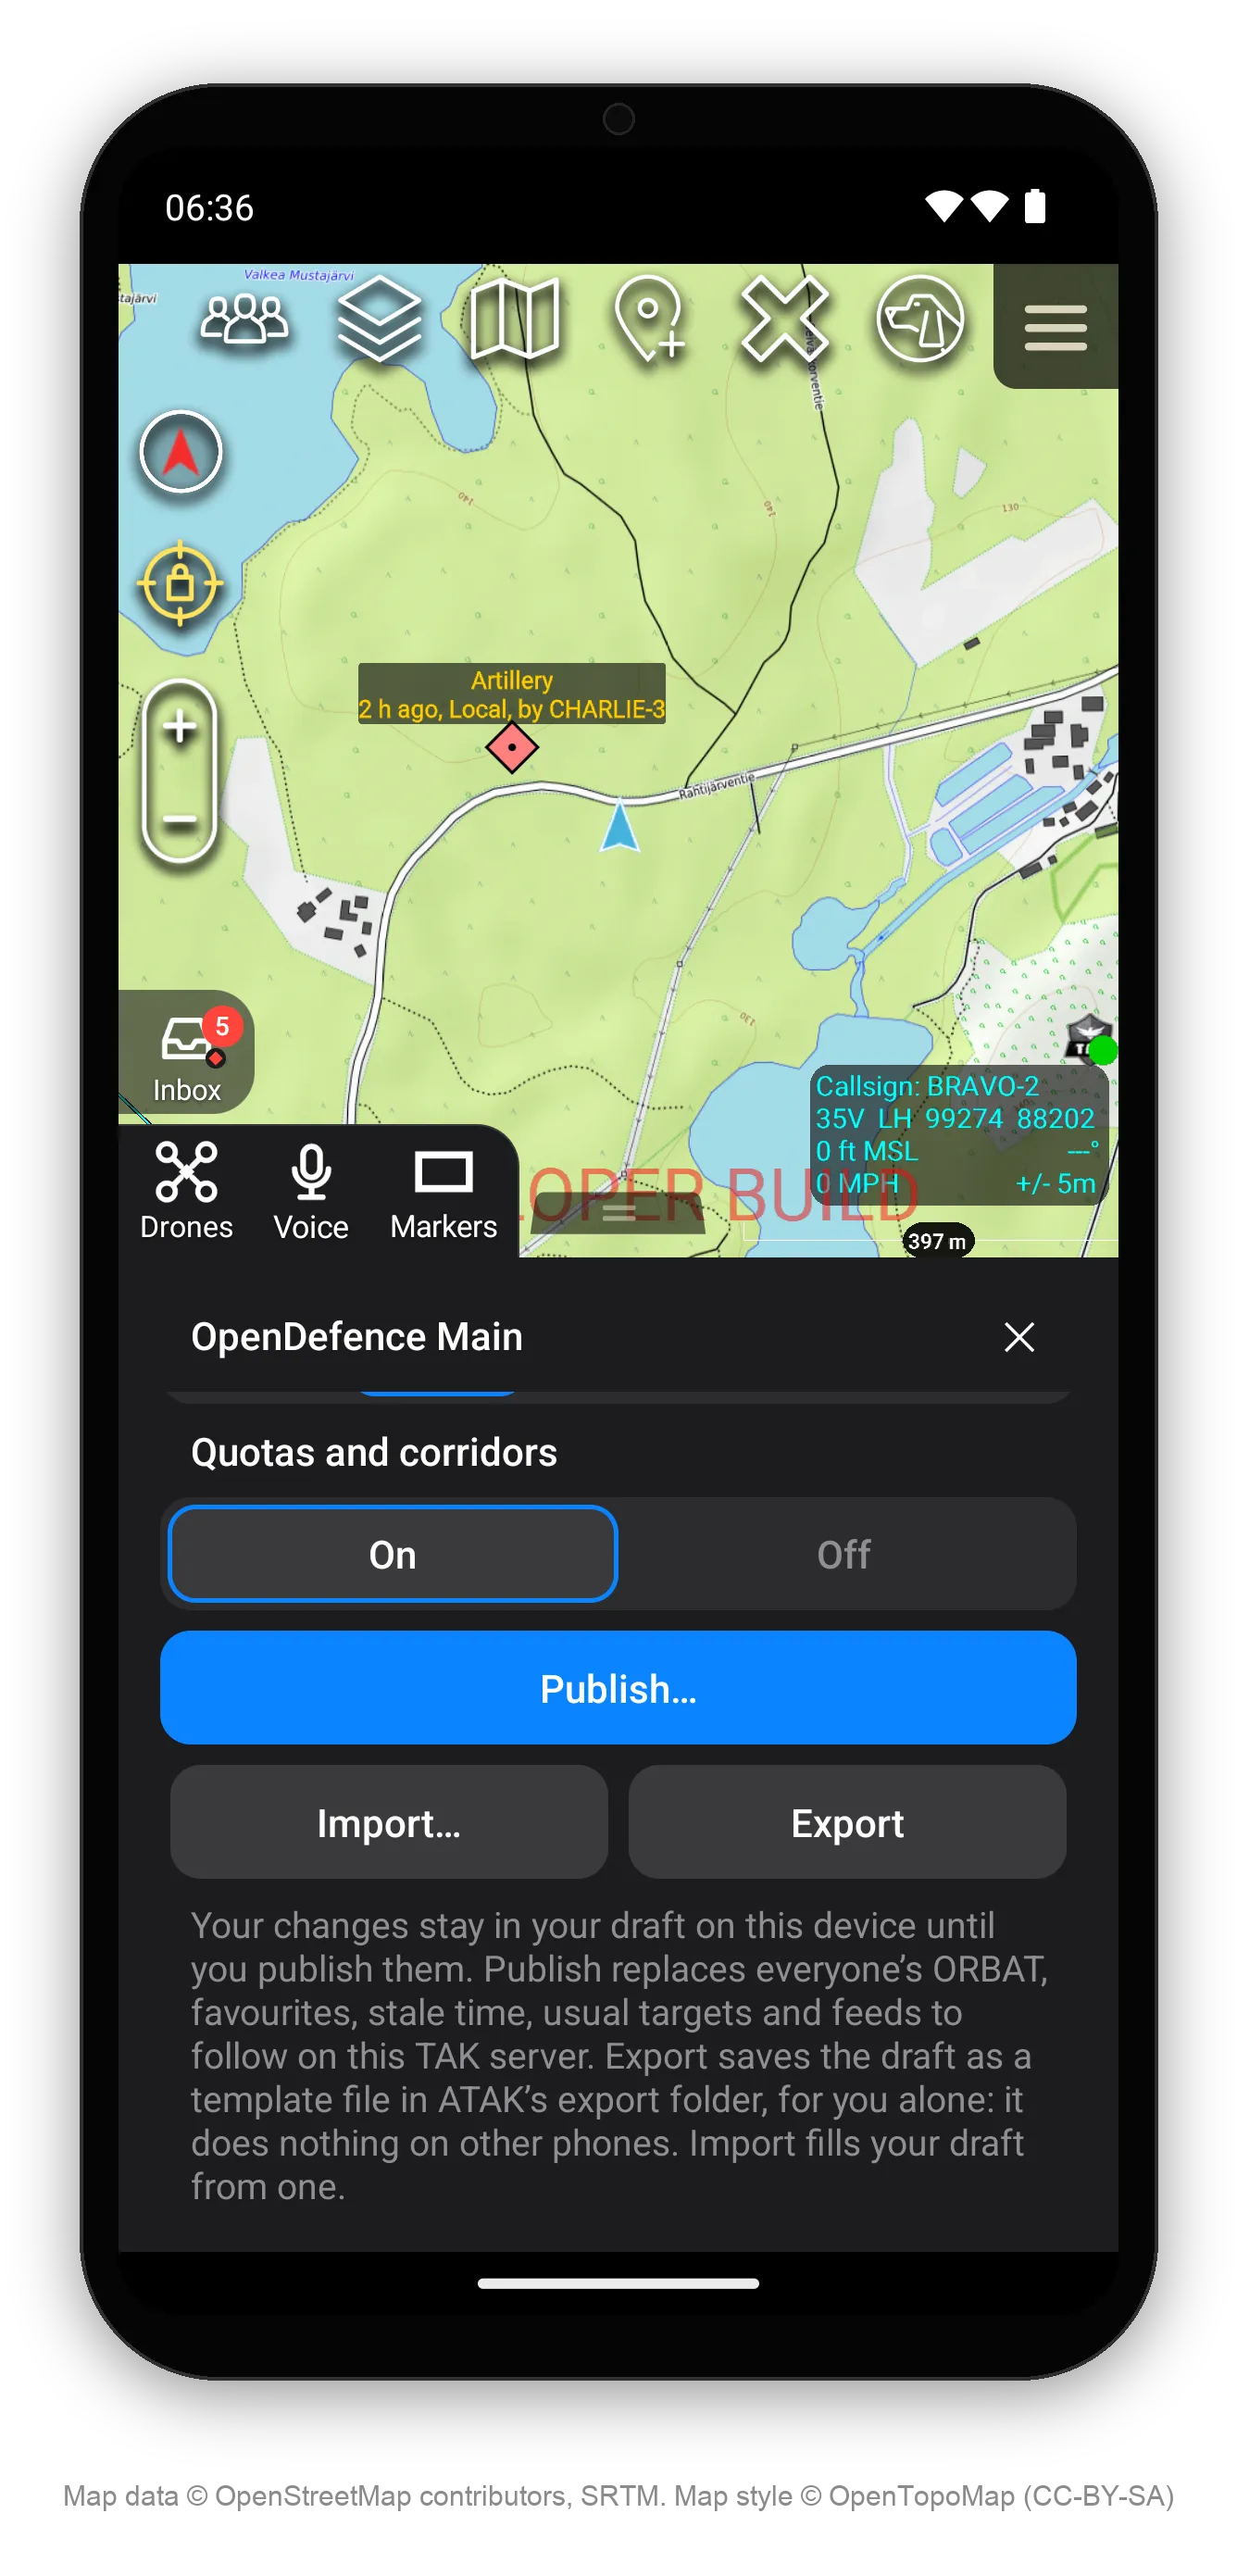 06:36
Valkea Mustajärvi
tajärvi
140
140
130
Artillery
2 h ago, Local, by CHARLIE-3
Rahtijärventie
130
5
Inbox
Callsign: BRAVO-2
35V LH 99274 88202
0 ft MSL ---°
0 MPH +/- 5m
OPER BUILD
397 m
Drones Voice Markers
OpenDefence Main
Quotas and corridors
On Off
Publish...
Import... Export
Your changes stay in your draft on this device until
you publish them. Publish replaces everyone’s ORBAT,
favourites, stale time, usual targets and feeds to
follow on this TAK server. Export saves the draft as a
template file in ATAK’s export folder, for you alone: it
does nothing on other phones. Import fills your draft
from one.
Map data © OpenStreetMap contributors, SRTM. Map style © OpenTopoMap (CC-BY-SA)